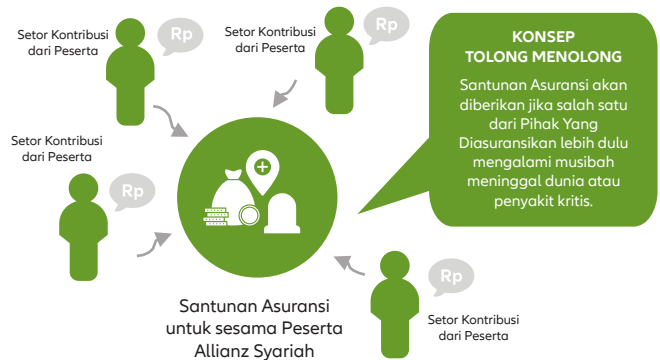 Setor Kontribusi
dari Peserta
Rp
Setor Kontribusi
dari Peserta
Rp
KONSEP
TOLONG MENOLONG
Santunan Asuransi akan
diberikan jika salah satu
dari Pihak Yang
Diasuransikan lebih dulu
mengalami musibah
meninggal dunia atau
penyakit kritis.
Setor Kontribusi
dari Peserta
Rp
Rp
Setor Kontribusi
dari Peserta
Santunan Asuransi
untuk sesama Peserta
Allianz Syariah